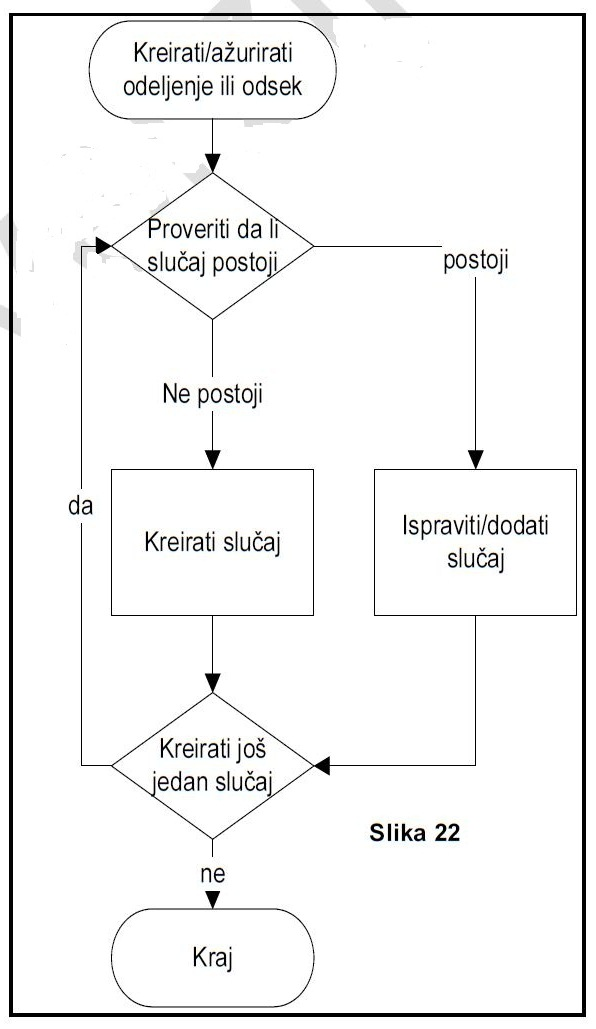 Kreirati/ažurirati
odeljenje ili odsek
Proveriti da li
slučaj postoji
postoji
Ne postoji
da
Kreirati slučaj
Ispraviti/dodati
slučaj
Kreirati još
jedan slučaj
Slika 22
ne
Kraj